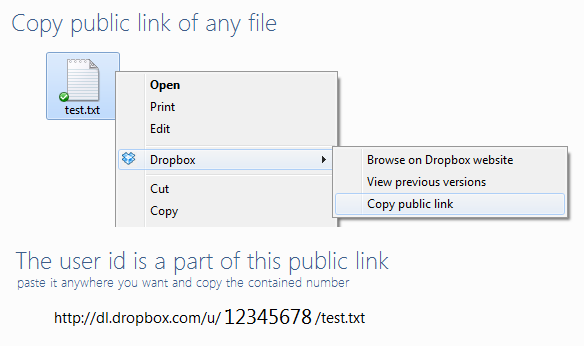 Copy public link of any file
test.txt
Open
Print
Edit
Dropbox
Browse on Dropbox website
View previous versions
Copy public link
Cut
Copy
The user id is a part of this public link
paste it anywhere you want and copy the contained number
http://dl.dropbox.com/u/ 12345678 /test.txt